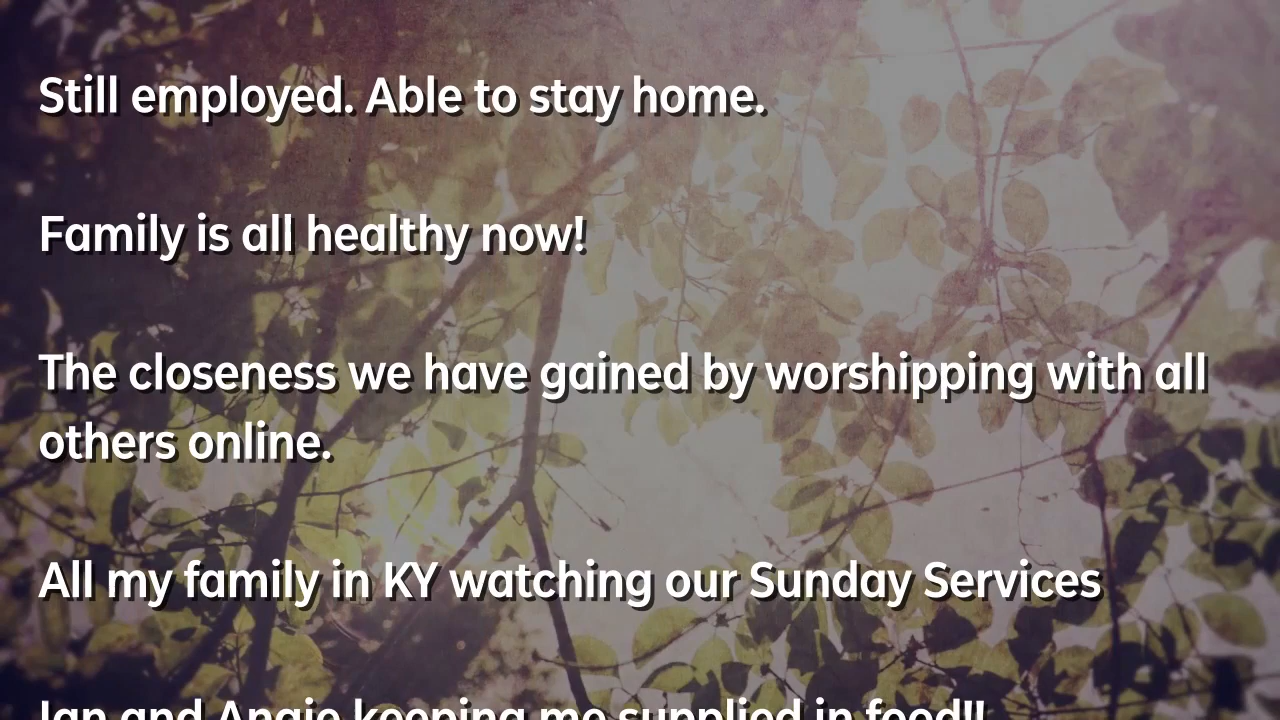 Still employed. Able to stay home.
Family is all healthy now!
The closeness we have gained by worshipping with all
others online.
All my family in KY watching our Sunday Services
and Angie keeping me supplied in food!!